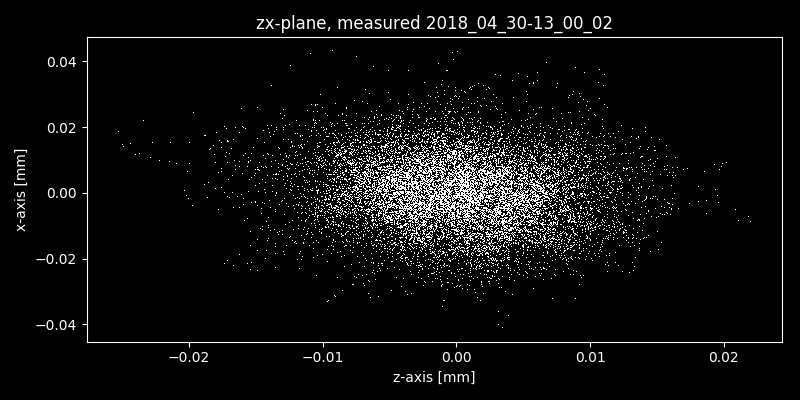 zx-plane, measured 2018_04_30-13_00_02
0.04
0.02
0.00
−0.02
−0.04
x-axis [mm]
−0.02 −0.01 0.00 0.01 0.02
z-axis [mm]